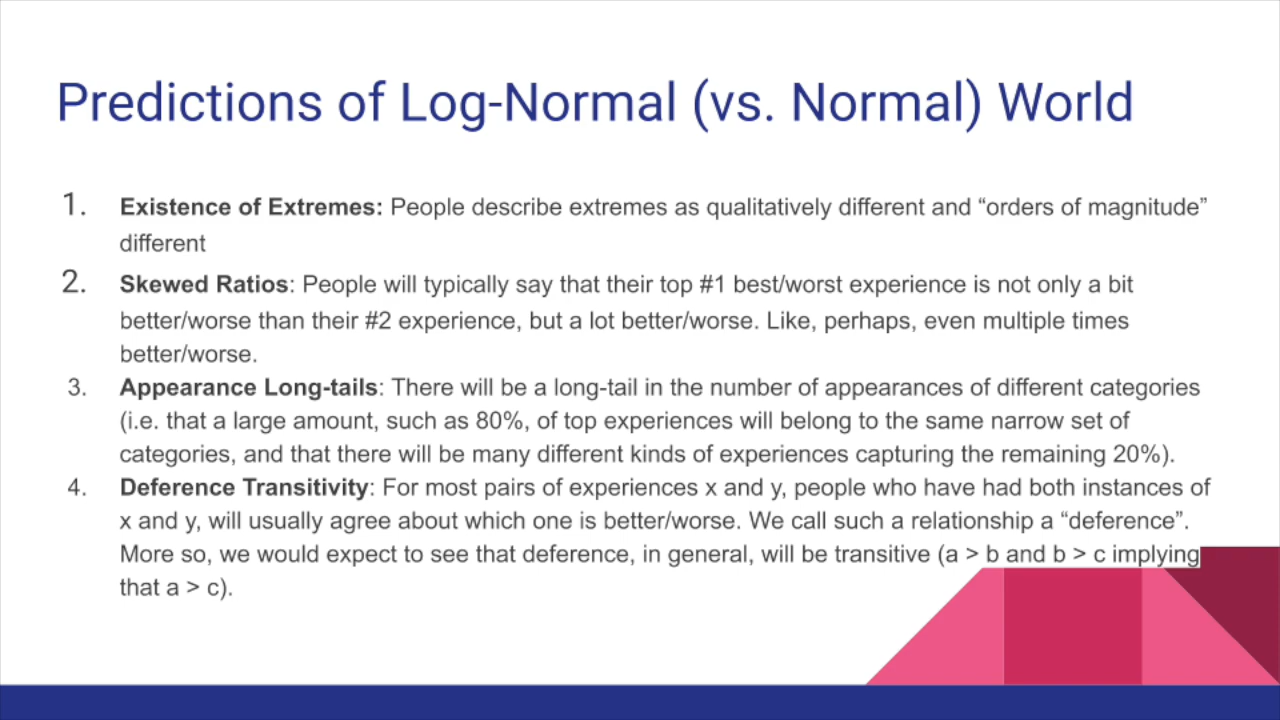 Predictions of Log-Normal (vs. Normal) World
1. Existence of Extremes: People describe extremes as qualitatively different and “orders of magnitude”
different
2. Skewed Ratios: People will typically say that their top #1 best/worst experience is not only a bit
better/worse than their #2 experience, but a lot better/worse. Like, perhaps, even multiple times
better/worse.
3. Appearance Long-tails: There will be a long-tail in the number of appearances of different categories
(i.e. that a large amount, such as 80%, of top experiences will belong to the same narrow set of
categories, and that there will be many different kinds of experiences capturing the remaining 20%).
4. Deference Transitivity: For most pairs of experiences x and y, people who have had both instances of
x and y, will usually agree about which one is better/worse. We call such a relationship a “deference”.
More so, we would expect to see that deference, in general, will be transitive (a > b and b > c implying
that a > c).